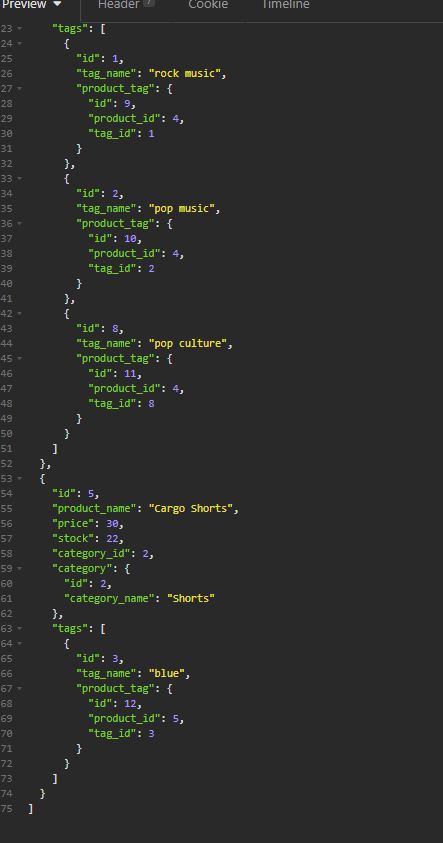 Preview Header 7 Cookie Timeline
23 "tags": [
24 {
25 "id": 1,
26 "tag_name": "rock music",
27 "product_tag": {
28 "id": 9,
29 "product_id": 4,
30 "tag_id": 1
31 }
32 },
33 {
34 "id": 2,
35 "tag_name": "pop music",
36 "product_tag": {
37 "id": 10,
38 "product_id": 4,
39 "tag_id": 2
40 }
41 },
42 {
43 "id": 8,
44 "tag_name": "pop culture",
45 "product_tag": {
46 "id": 11,
47 "product_id": 4,
48 "tag_id": 8
49 }
50 }
51 ]
52 },
53 {
54 "id": 5,
55 "product_name": "Cargo Shorts",
56 "price": 30,
57 "stock": 22,
58 "category_id": 2,
59 "category": {
60 "id": 2,
61 "category_name": "Shorts"
62 },
63 "tags": [
64 {
65 "id": 3,
66 "tag_name": "blue",
67 "product_tag": {
68 "id": 12,
69 "product_id": 5,
70 "tag_id": 3
71 }
72 }
73 ]
74 }
75 ]